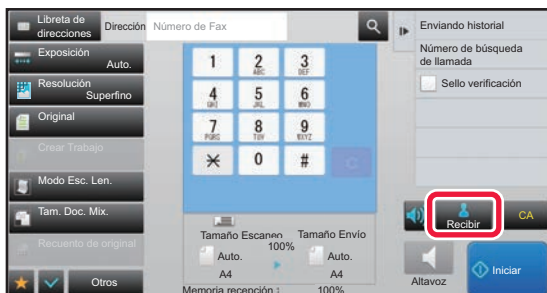 Libreta de
direcciones
Dirección
Número de Fax
Exposición
Auto.
Resolución
Superfino
Original
Crear Trabajo
Modo Esc. Len.
Tam. Doc. Mix.
Recuento de original
Otros
1
2
ABC
3
DEF
4
GHI
5
JKL
6
MNO
7
PQRS
8
TUV
9
WXYZ
0
#
C
Tamaño Escaneo
Tamaño Envio
100%
Auto.
A4
Auto.
A4
Memoria recepción :
100%
Enviando historial
Número de búsqueda
de llamada
Sello verificación
Recibir
CA
Altavoz
Iniciar